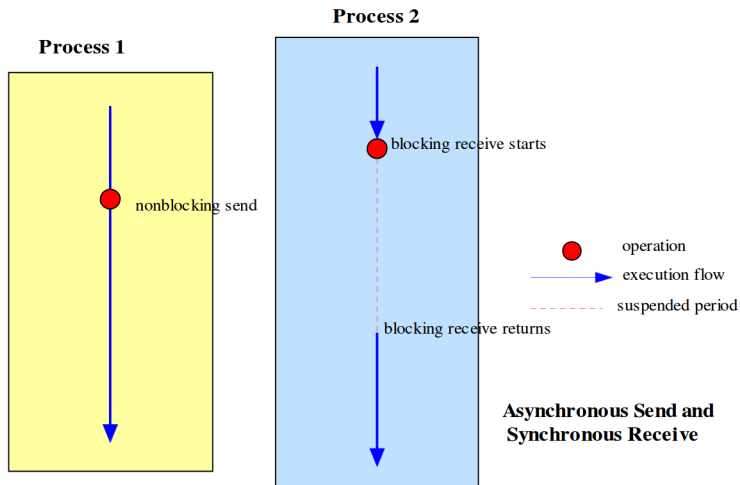 Process 2
Process 1
blocking receive starts
nonblocking send
operation
execution flow
suspended period
blocking receive returns
Asynchronous Send and
Synchronous Receive